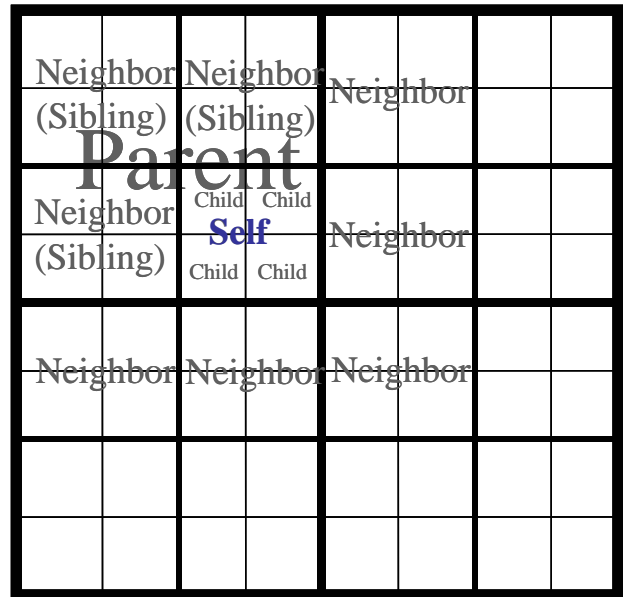 Neighbor Neighbor Neighbor
(Sibling) (Sibling)
Parent
Neighbor Child Child
Self Neighbor
(Sibling) Child Child
Neighbor Neighbor Neighbor